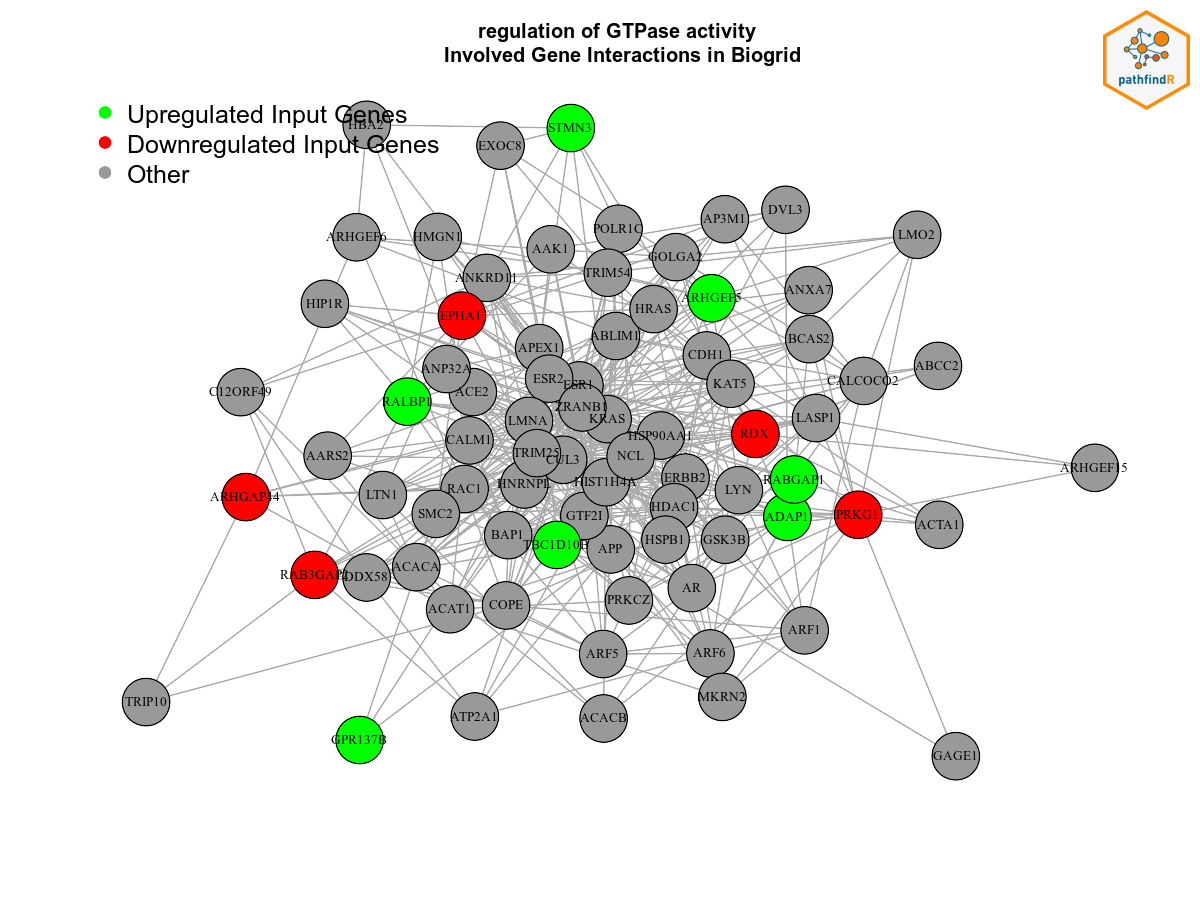 regulation of GTPase activity
Involved Gene Interactions in Biogrid
pathfindR
Upregulated Input Genes
Downregulated Input Genes
Other
HBA2
STMN3
EXOC8
ARHGEF6
HMGN1
AAK1
POLR1C
AP3M1
DVL3
LMO2
GOLGA2
TRIM54
ANKRD11
HIP1R
EPHA1
HRAS
ARHGEF5
ANXA7
ABLIM1
BCAS2
APEX1
CDH1
ABCC2
ANP32A
ESR2
ESR1
KAT5
CALCOCO2
C12ORF49
RALBP1
ACE2
ZRANB1
KRAS
LASP1
LMNA
CALM1
HSP90AA1
RDX
AARS2
TRIM25
CUL3
NCL
ARHGEF15
ARHGAP44
LTN1
RAC1
HNRNPL
HIST1H4A
ERBB2
LYN
RABGAP1
SMC2
GTF2I
HDAC1
ADAP1
PRKG1
ACTA1
BAP1
TBC1D10B
APP
HSPB1
GSK3B
RAB3GAP2
DDX58
ACACA
ACAT1
COPE
PRKCZ
AR
ARF1
ARF5
ARF6
TRIP10
ATP2A1
ACACB
MKRN2
GPR137B
GAGE1